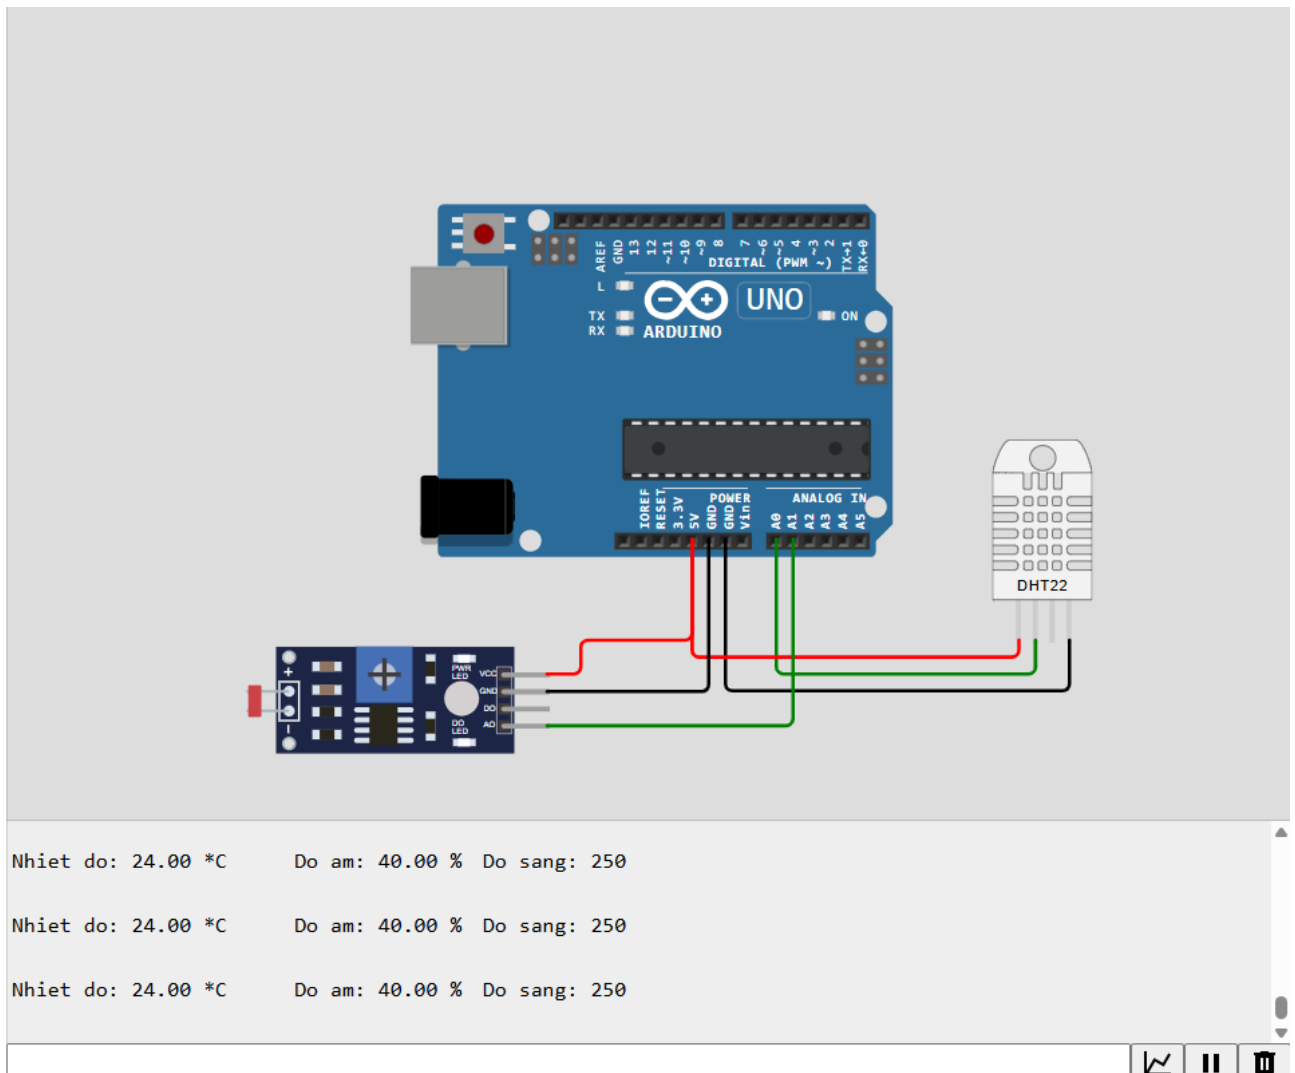 AREF
GND
13
12
~11
~10
~9
8
7
~6
~5
4
~3
2
TX→1
RX←0
DIGITAL (PWM ~)
L
TX
RX
ARDUINO
UNO
ON
IOREF
RESET
3.3V
5V
GND
GND
Vin
POWER
ANALOG IN
A0
A1
A2
A3
A4
A5
DHT22
+
−
PWR
LED
DO
LED
VCC
GND
DO
AO
Nhiet do: 24.00 *C Do am: 40.00 % Do sang: 250
Nhiet do: 24.00 *C Do am: 40.00 % Do sang: 250
Nhiet do: 24.00 *C Do am: 40.00 % Do sang: 250